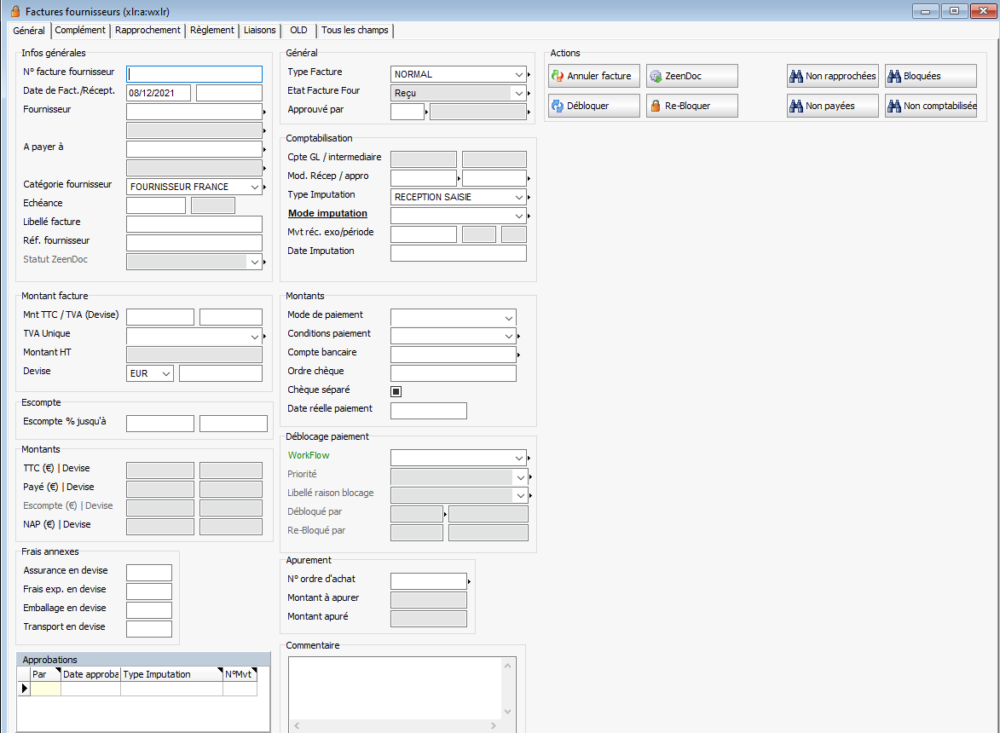 Factures fournisseurs (xlr:a:wxlr)
Général Complément Rapprochement Règlement Liaisons OLD Tous les champs
Infos générales
N° facture fournisseur
Date de Fact./Récept. 08/12/2021
Fournisseur
A payer à
Catégorie fournisseur FOURNISSEUR FRANCE
Echéance
Libellé facture
Réf. fournisseur
Statut ZeenDoc
Montant facture
Mnt TTC / TVA (Devise)
TVA Unique
Montant HT
Devise EUR
Escompte
Escompte % jusqu'à
Montants
TTC (€) | Devise
Payé (€) | Devise
Escompte (€) | Devise
NAP (€) | Devise
Frais annexes
Assurance en devise
Frais exp. en devise
Emballage en devise
Transport en devise
Approbations
Par Date approba Type Imputation N°Mvt
Général
Type Facture NORMAL
Etat Facture Four Reçu
Approuvé par
Comptabilisation
Cpte GL / intermediaire
Mod. Récep / appro
Type Imputation RECEPTION SAISIE
Mode imputation
Mvt réc. exo/période
Date Imputation
Montants
Mode de paiement
Conditions paiement
Compte bancaire
Ordre chèque
Chèque séparé
Date réelle paiement
Déblocage paiement
WorkFlow
Priorité
Libellé raison blocage
Débloqué par
Re-Bloqué par
Apurement
N° ordre d'achat
Montant à apurer
Montant apuré
Commentaire
Actions
Annuler facture ZeenDoc Non rapprochées Bloquées
Débloquer Re-Bloquer Non payées Non comptabilisée